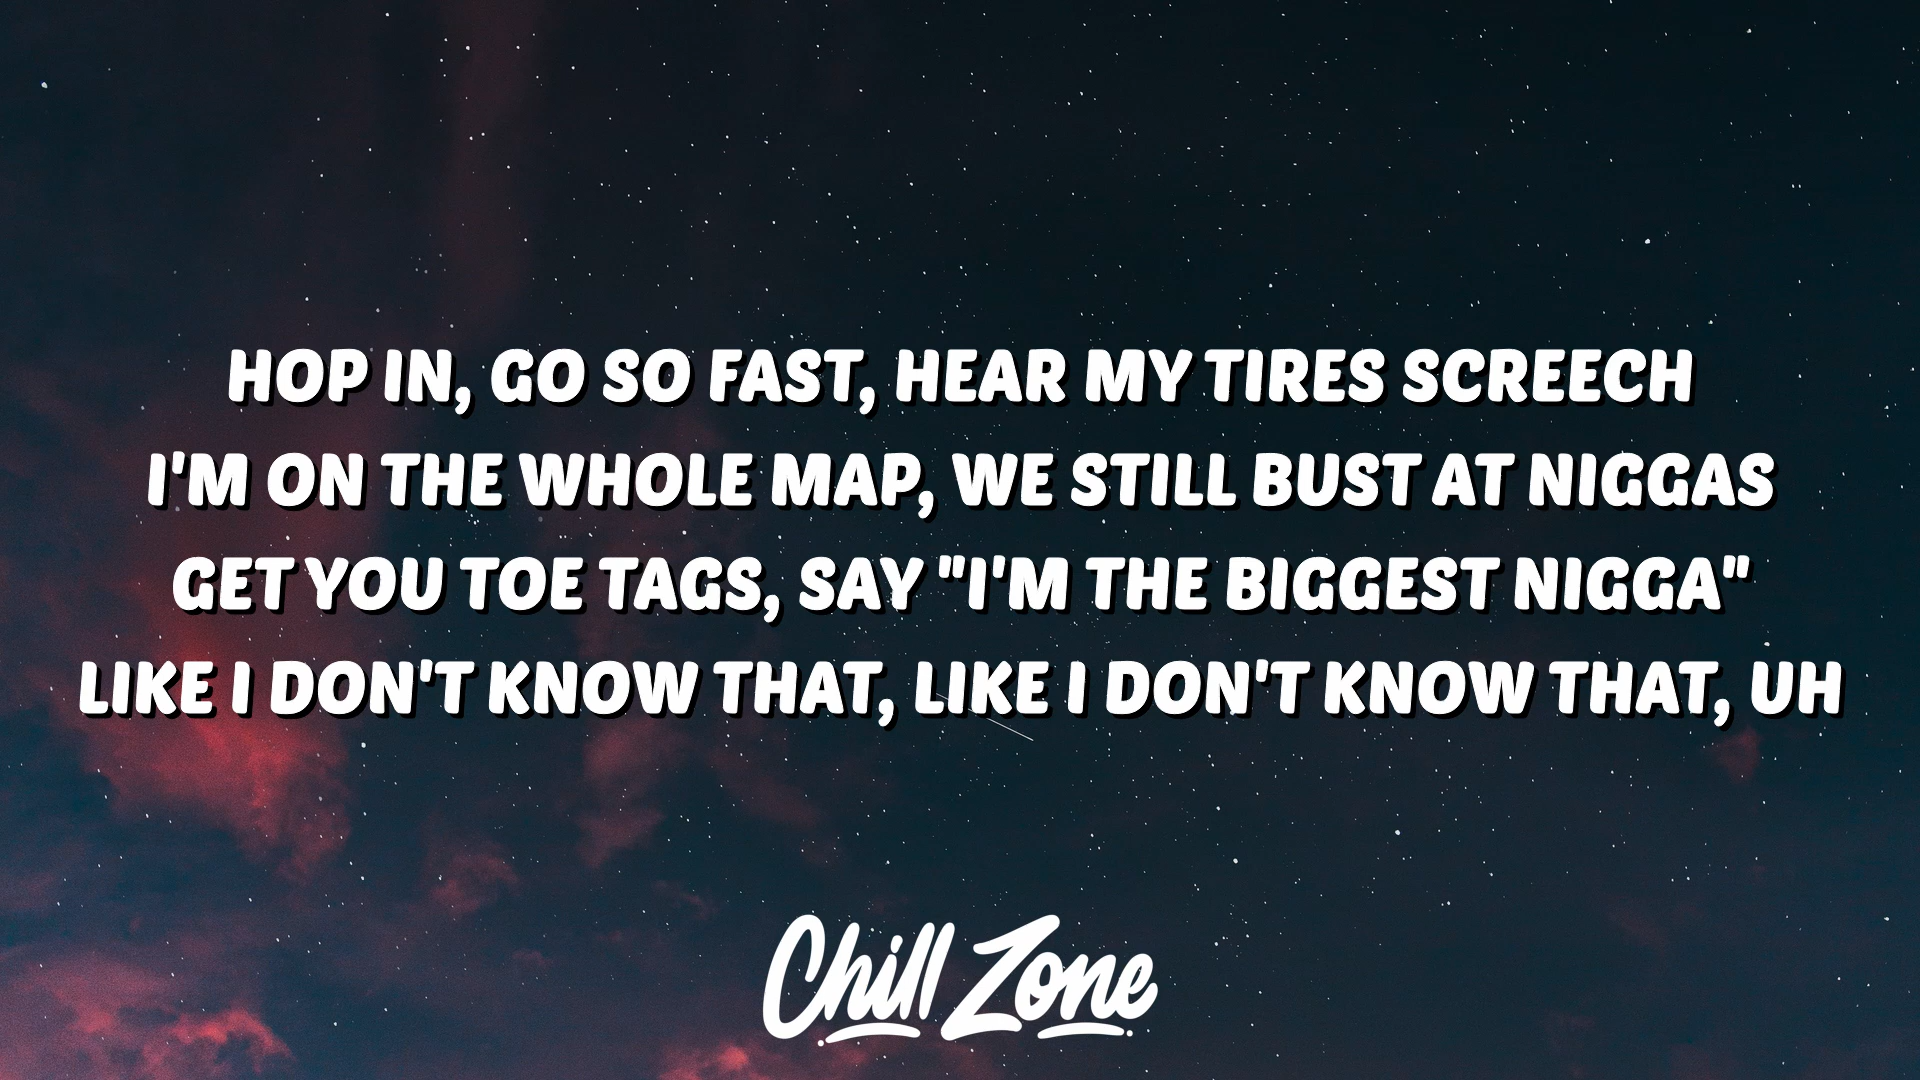 HOP IN, GO SO FAST, HEAR MY TIRES SCREECH
I'M ON THE WHOLE MAP, WE STILL BUST AT NIGGAS
GET YOU TOE TAGS, SAY "I'M THE BIGGEST NIGGA"
LIKE I DON'T KNOW THAT, LIKE I DON'T KNOW THAT, UH
Chill Zone